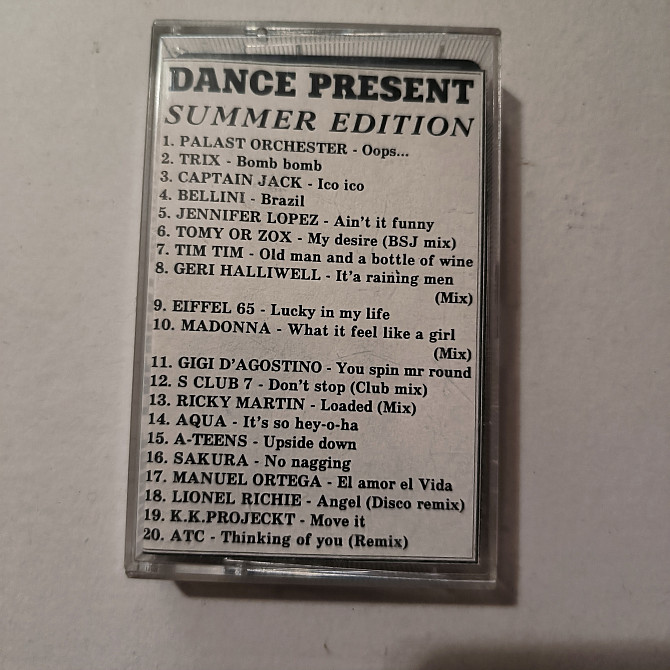 DANCE PRESENT
SUMMER EDITION
1. PALAST ORCHESTER - Oops...
2. TRIX - Bomb bomb
3. CAPTAIN JACK - Ico ico
4. BELLINI - Brazil
5. JENNIFER LOPEZ - Ain't it funny
6. TOMY OR ZOX - My desire (BSJ mix)
7. TIM TIM - Old man and a bottle of wine
8. GERI HALLIWELL - It'a raining men
(Mix)
9. EIFFEL 65 - Lucky in my life
10. MADONNA - What it feel like a girl
(Mix)
11. GIGI D'AGOSTINO - You spin mr round
12. S CLUB 7 - Don't stop (Club mix)
13. RICKY MARTIN - Loaded (Mix)
14. AQUA - It's so hey-o-ha
15. A-TEENS - Upside down
16. SAKURA - No nagging
17. MANUEL ORTEGA - El amor el Vida
18. LIONEL RICHIE - Angel (Disco remix)
19. K.K.PROJECKT - Move it
20. ATC - Thinking of you (Remix)